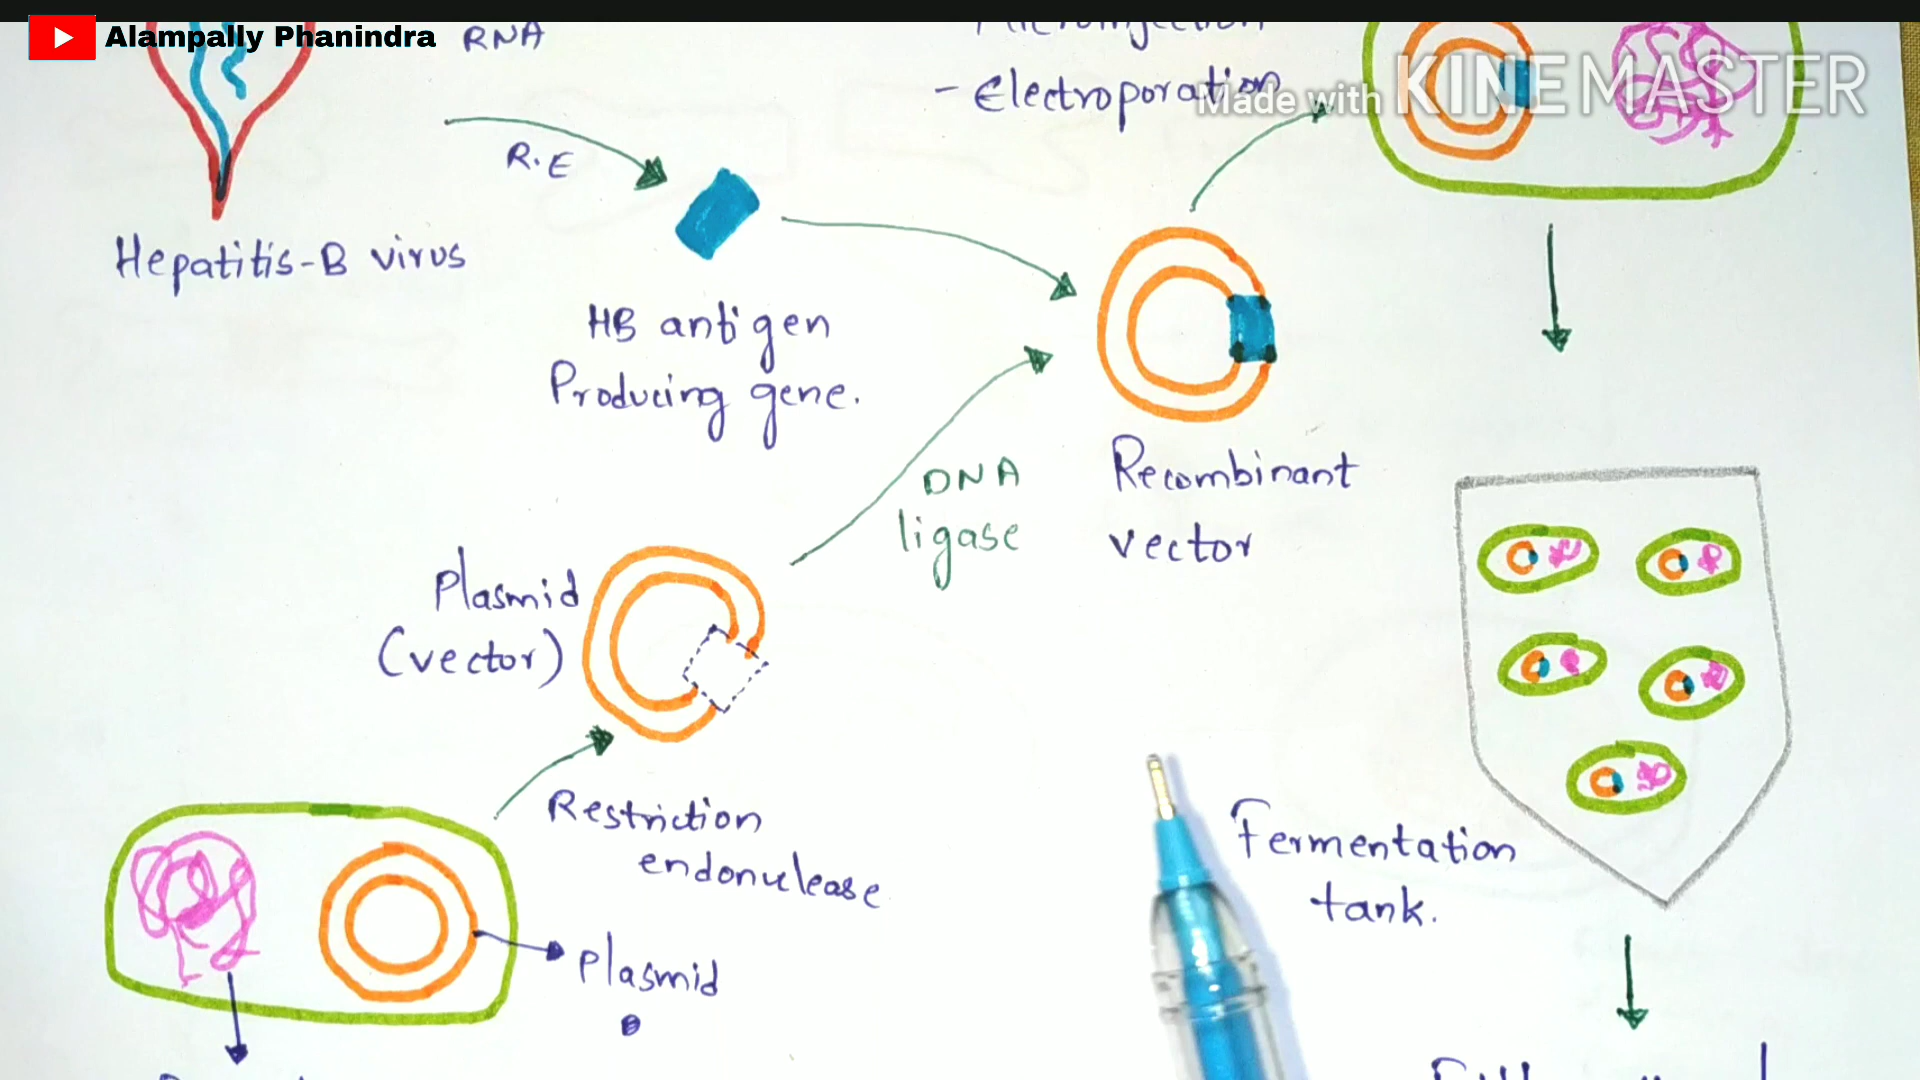 Alampally Phanindra
RNA
- Electroporation
Made with KINEMASTER
R.E
Hepatitis-B virus
HB antigen
Producing gene.
DNA
ligase
Recombinant
vector
Plasmid
(vector)
Restriction
endonulease
Plasmid
Fermentation
tank.